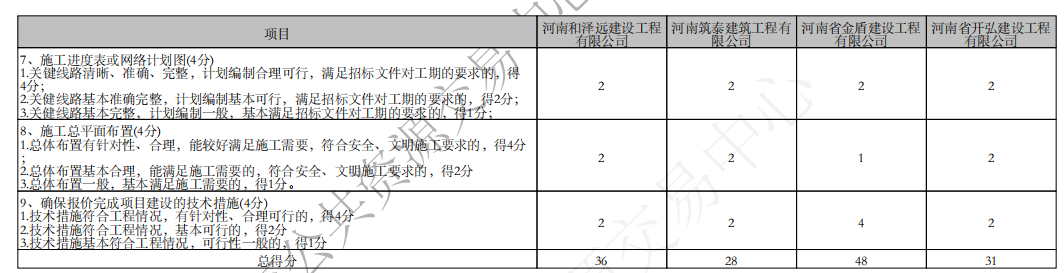 项目
河南和泽远建设工程
有限公司
河南筑泰建筑工程有
限公司
河南省金盾建设工程
有限公司
河南省开弘建设工程
有限公司
7、施工进度表或网络计划图(4分)
1.关键线路清晰、准确、完整，计划编制合理可行，满足招标文件对工期的要求的，得
4分；
2.关健线路基本准确完整，计划编制基本可行，满足招标文件对工期的要求的，得2分；
3.关键线路基本完整，计划编制一般，基本满足招标文件对工期的要求的，得1分；
2
2
2
2
8、施工总平面布置(4分)
1.总体布置有针对性、合理，能较好满足施工需要，符合安全、文明施工要求的，得4分
；
2.总体布置基本合理，能满足施工需要的，符合安全、文明施工要求的，得2分
3.总体布置一般，基本满足施工需要的，得1分。
2
2
1
2
9、确保报价完成项目建设的技术措施(4分)
1.技术措施符合工程情况，有针对性、合理可行的，得4分
2.技术措施符合工程情况，基本可行的，得2分
3.技术措施基本符合工程情况，可行性一般的，得1分
2
2
4
2
总得分
36
28
48
31
公共资源交易中心
交易中心